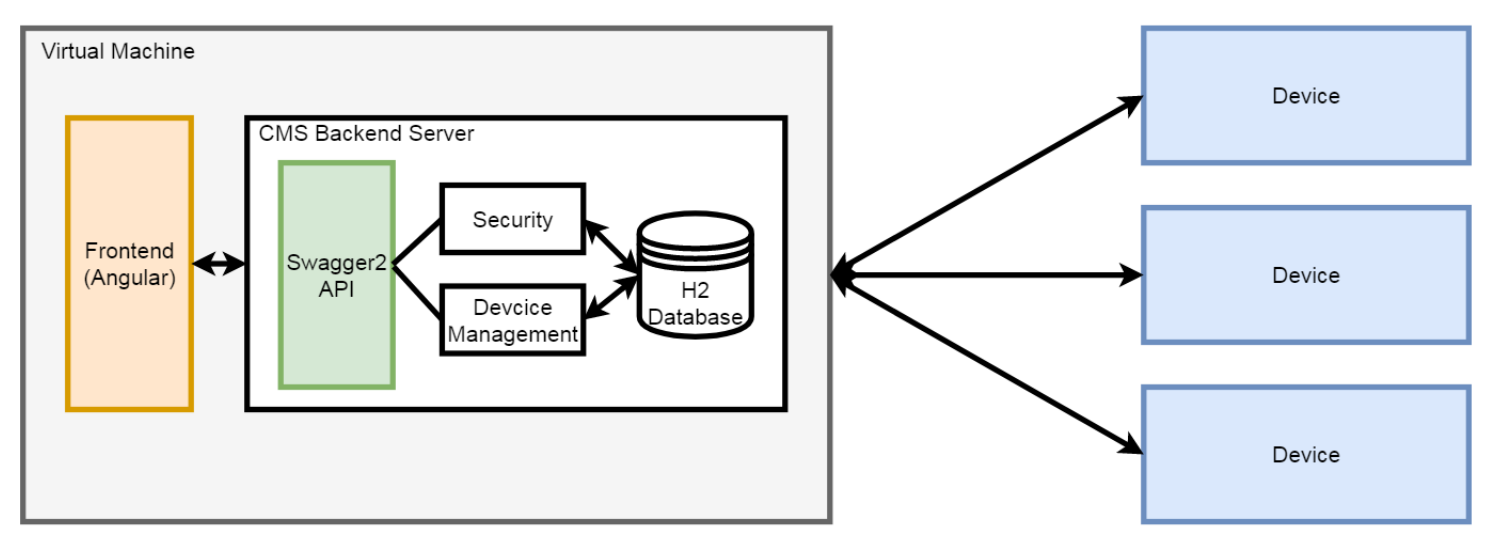 Virtual Machine
CMS Backend Server
Frontend
(Angular)
Swagger2
API
Security
Devcice
Management
H2
Database
Device
Device
Device